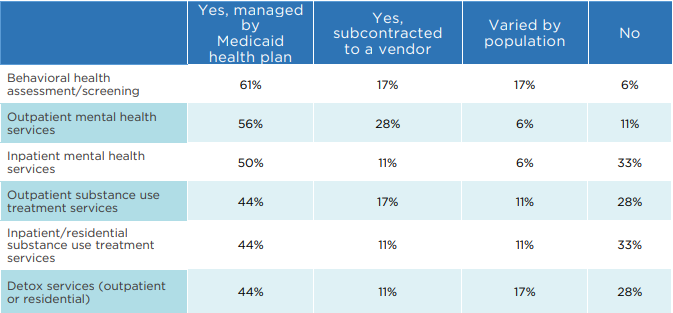 Yes, managed by Medicaid health plan
Yes, subcontracted to a vendor
Varied by population
No
Behavioral health assessment/screening
61%
17%
17%
6%
Outpatient mental health services
56%
28%
6%
11%
Inpatient mental health services
50%
11%
6%
33%
Outpatient substance use treatment services
44%
17%
11%
28%
Inpatient/residential substance use treatment services
44%
11%
11%
33%
Detox services (outpatient or residential)
44%
11%
17%
28%